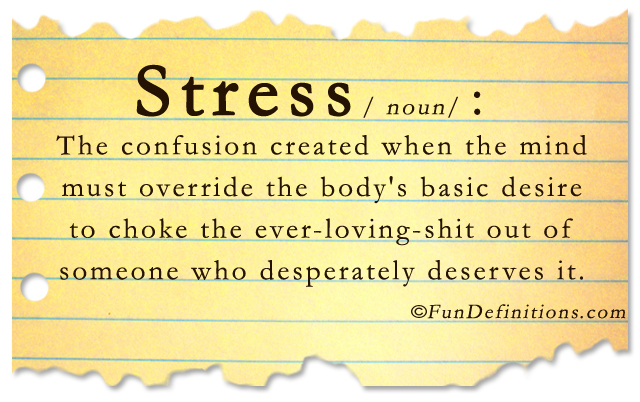 Stress / noun/ :
The confusion created when the mind
must override the body's basic desire
to choke the ever-loving-shit out of
someone who desperately deserves it.
©FunDefinitions.com